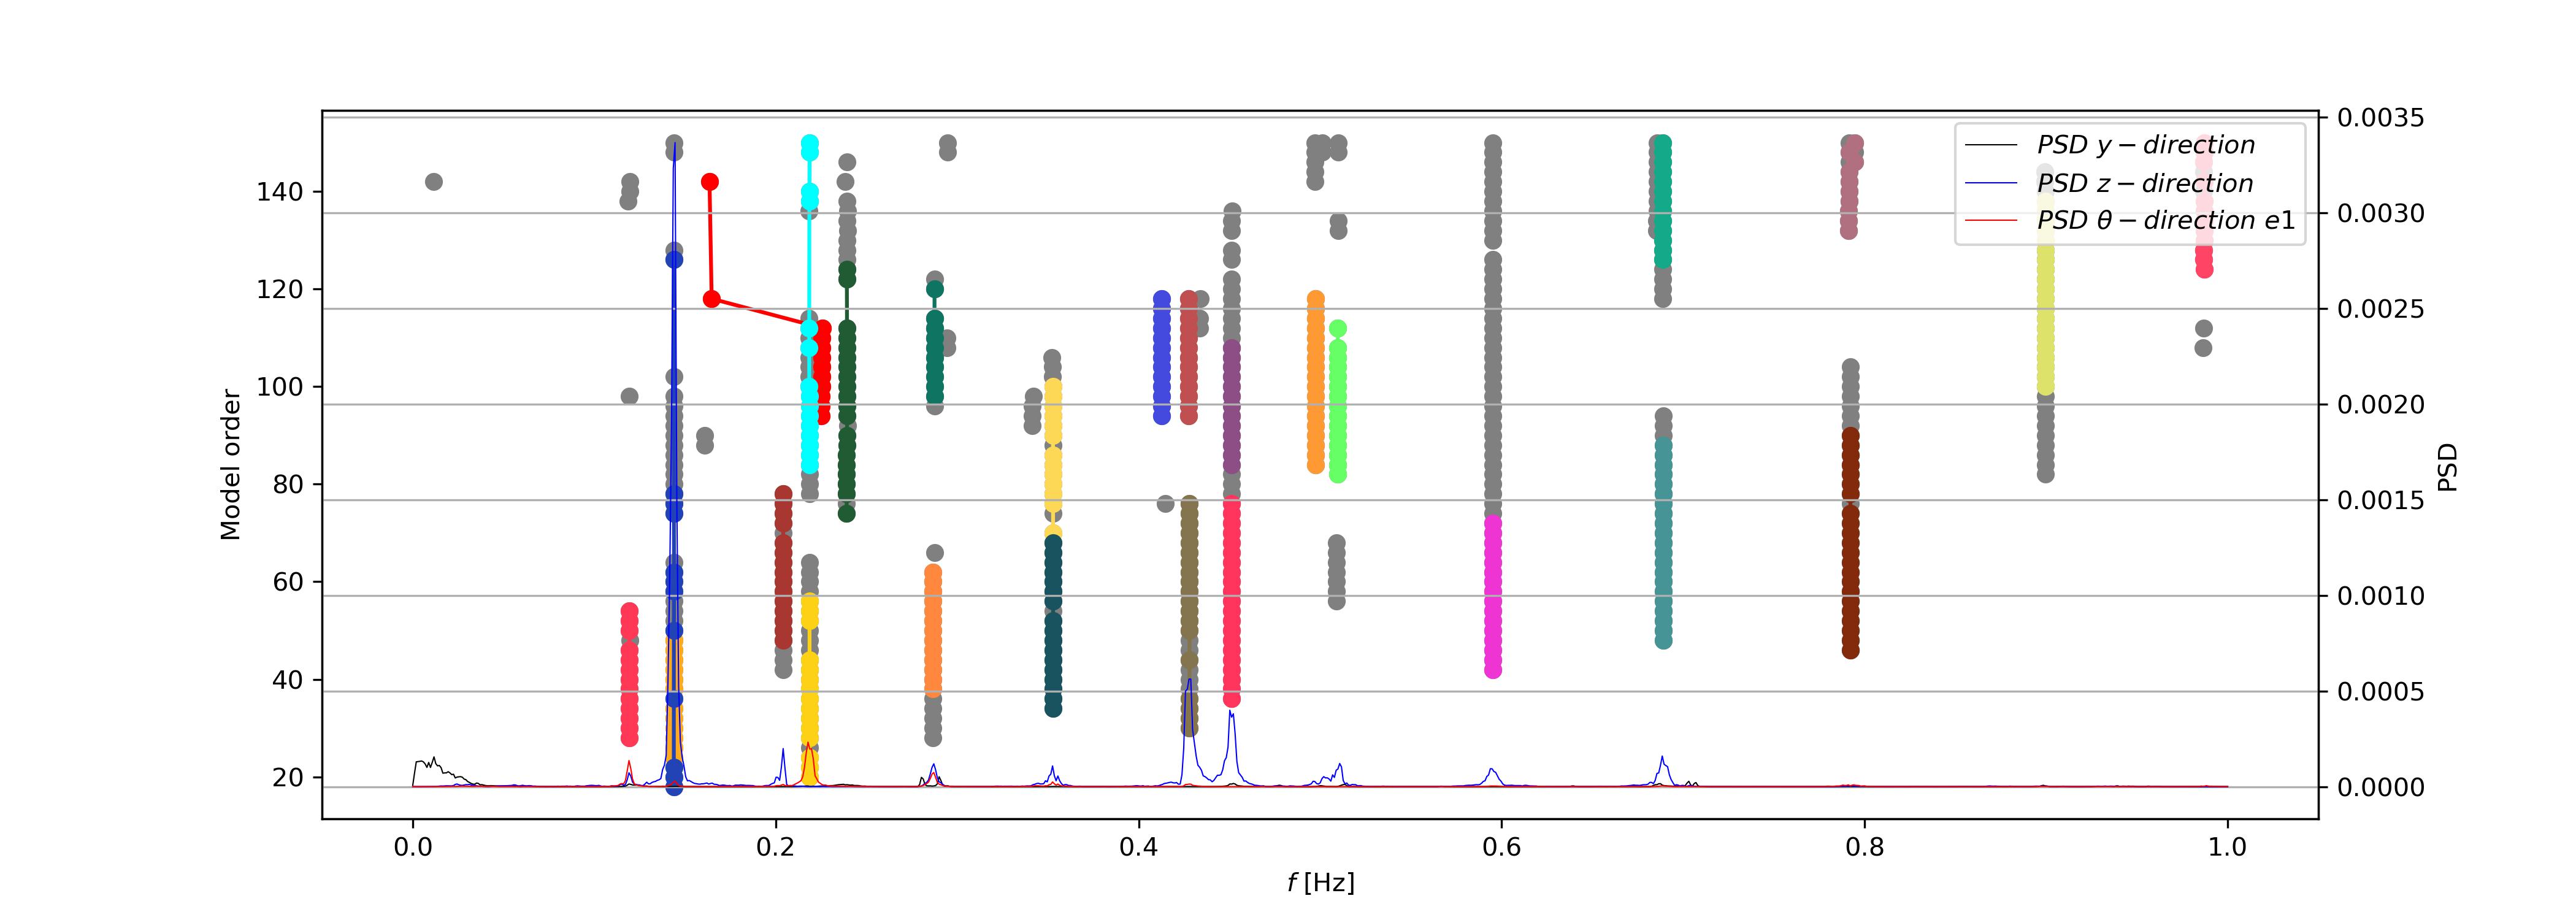 PSD y − direction
PSD z − direction
PSD θ − direction e1
Model order
140
120
100
80
60
40
20
0.0035
0.0030
0.0025
0.0020
0.0015
0.0010
0.0005
0.0000
PSD
0.0 0.2 0.4 0.6 0.8 1.0
f [Hz]